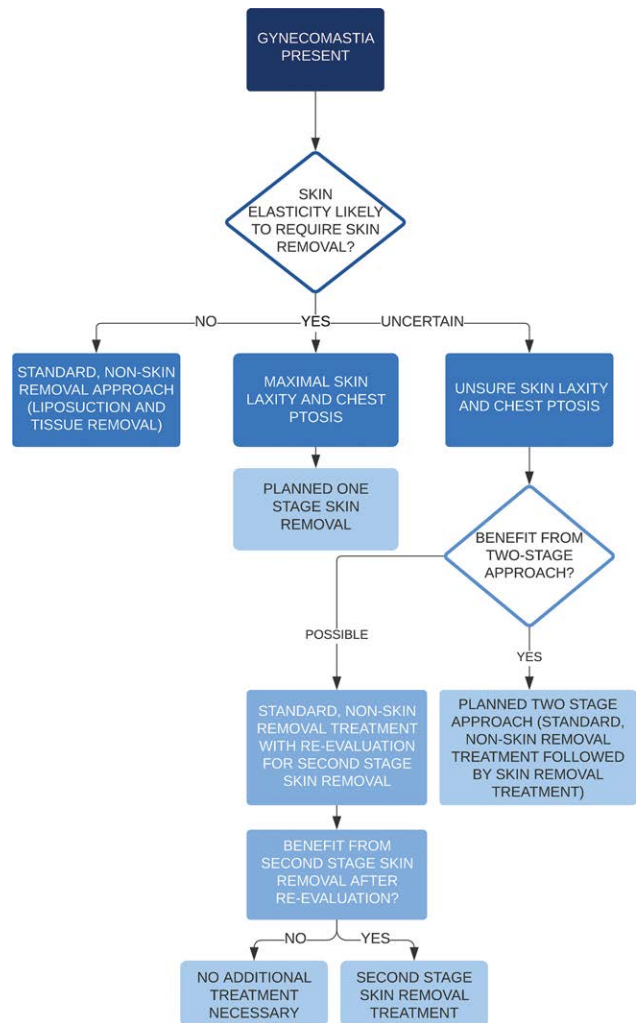 GYNECOMASTIA
PRESENT
SKIN
ELASTICITY LIKELY
TO REQUIRE SKIN
REMOVAL?
NO
YES
UNCERTAIN
STANDARD, NON-SKIN
REMOVAL APPROACH
(LIPOSUCTION AND
TISSUE REMOVAL)
MAXIMAL SKIN
LAXITY AND CHEST
PTOSIS
UNSURE SKIN LAXITY
AND CHEST PTOSIS
PLANNED ONE
STAGE SKIN
REMOVAL
BENEFIT FROM
TWO-STAGE
APPROACH?
POSSIBLE
YES
STANDARD, NON-SKIN
REMOVAL TREATMENT
WITH RE-EVALUATION
FOR SECOND STAGE
SKIN REMOVAL
PLANNED TWO STAGE
APPROACH (STANDARD,
NON-SKIN REMOVAL
TREATMENT FOLLOWED
BY SKIN REMOVAL
TREATMENT)
BENEFIT FROM
SECOND STAGE SKIN
REMOVAL AFTER
RE-EVALUATION?
NO
YES
NO ADDITIONAL
TREATMENT
NECESSARY
SECOND STAGE
SKIN REMOVAL
TREATMENT